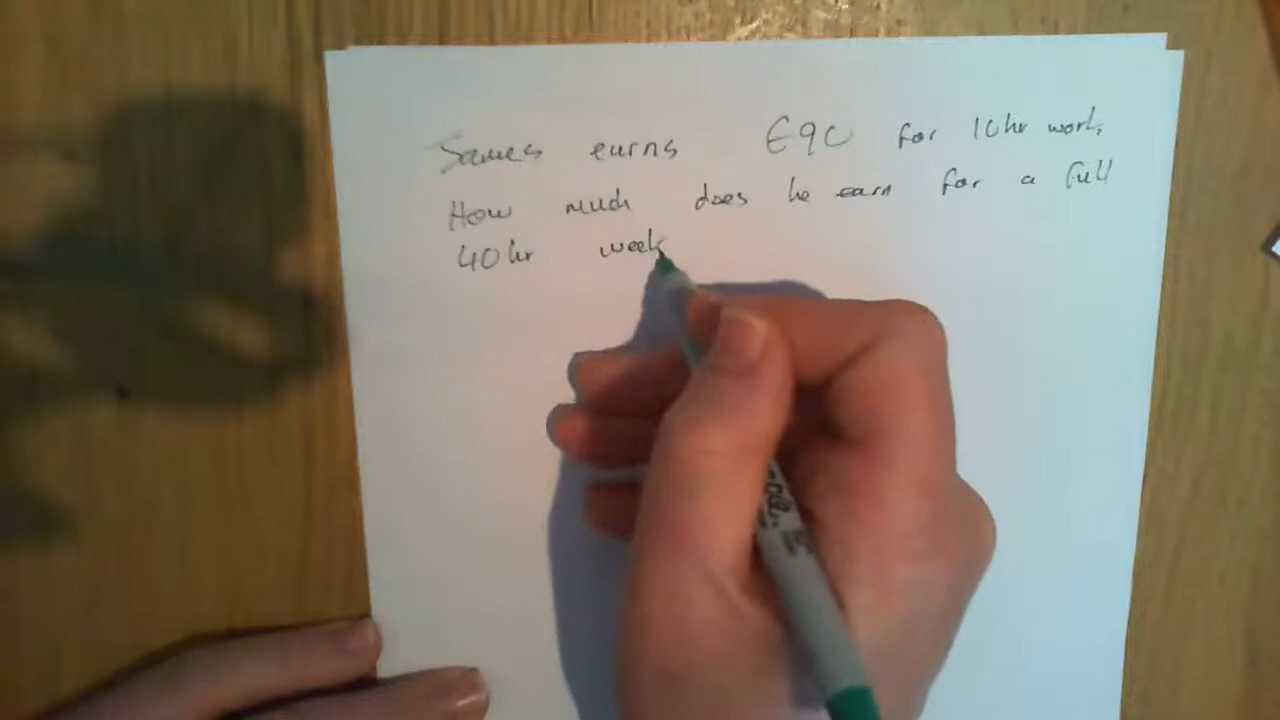 James earns €90 for 10hr work.
How much does he earn for a full
40hr week